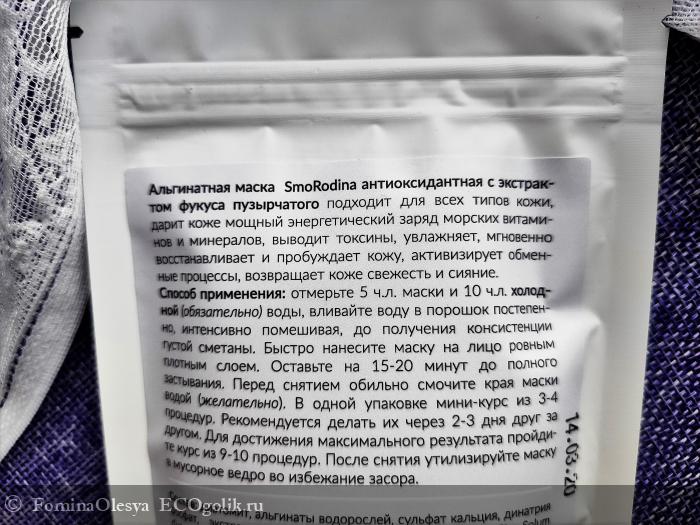 Альгинатная маска SmoRodina антиоксидантная с экстрак-
том фукуса пузырчатого подходит для всех типов кожи,
дарит коже мощный энергетический заряд морских витами-
нов и минералов, выводит токсины, увлажняет, мгновенно
восстанавливает и пробуждает кожу, активизирует обмен-
ные процессы, возвращает коже свежесть и сияние.
Способ применения: отмерьте 5 ч.л. маски и 10 ч.л. холод-
ной (обязательно) воды, вливайте воду в порошок постепен-
но, интенсивно помешивая, до получения консистенции
густой сметаны. Быстро нанесите маску на лицо ровным
плотным слоем. Оставьте на 15-20 минут до полного
застывания. Перед снятием обильно смочите края маски
водой (желательно). В одной упаковке мини-курс из 3-4
процедур. Рекомендуется делать их через 2-3 дня друг за
другом. Для достижения максимального результата пройди-
те курс из 9-10 процедур. После снятия утилизируйте маску
в мусорное ведро во избежание засора.
14.03.20
альгинаты водорослей, сульфат кальция, динатрия
© FominaOlesya ECOgolik.ru